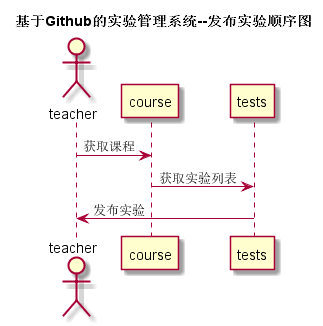 基于Github的实验管理系统--发布实验顺序图
teacher
course
tests
获取课程
获取实验列表
发布实验
teacher
course
tests